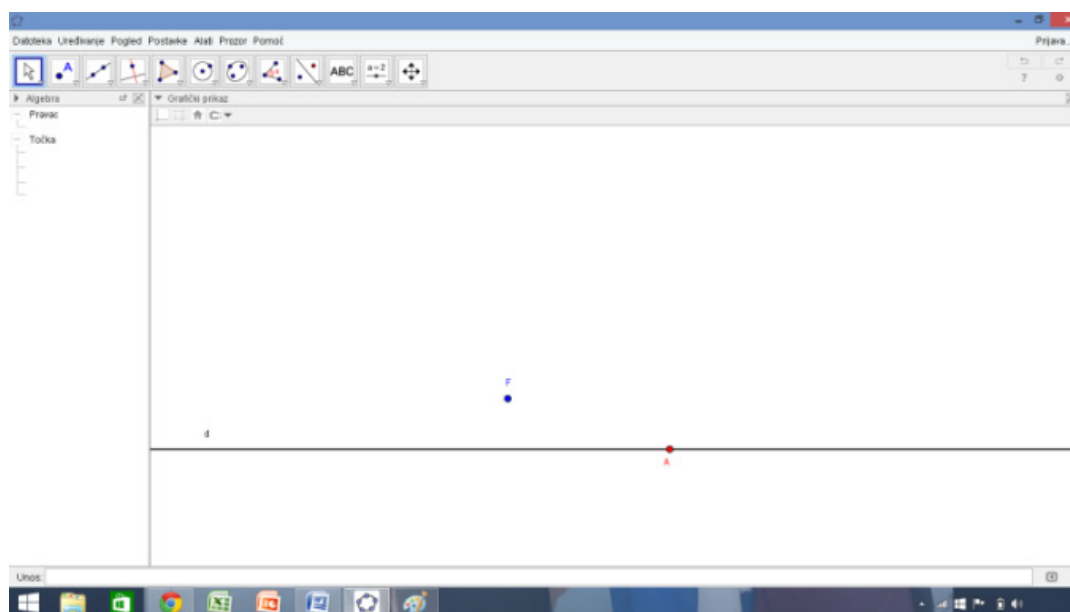 Datoteka Uređivanje Pogled Postavke Alati Prozor Pomoć
Prijava..
A
ABC
a=2
?
Algebra
Grafički prikaz
Pravac
Točka
F
d
A
Unos: